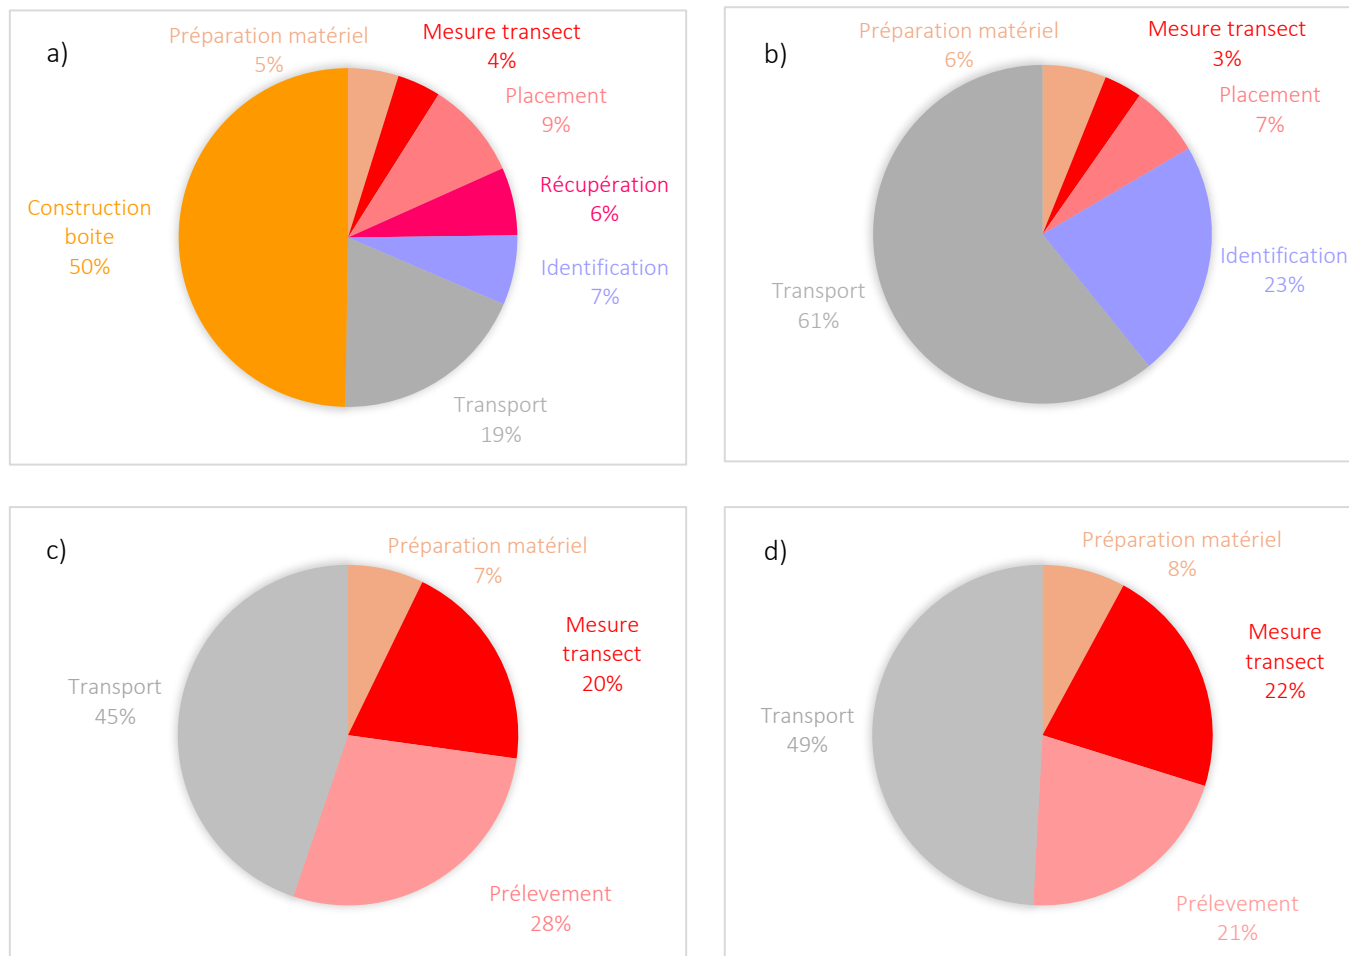 a)
Préparation matériel
5%
Mesure transect
4%
Placement
9%
Récupération
6%
Identification
7%
Transport
19%
Construction
boite
50%
b)
Préparation matériel
6%
Mesure transect
3%
Placement
7%
Identification
23%
Transport
61%
c)
Préparation matériel
7%
Mesure
transect
20%
Prélevement
28%
Transport
45%
d)
Préparation matériel
8%
Mesure
transect
22%
Prélevement
21%
Transport
49%